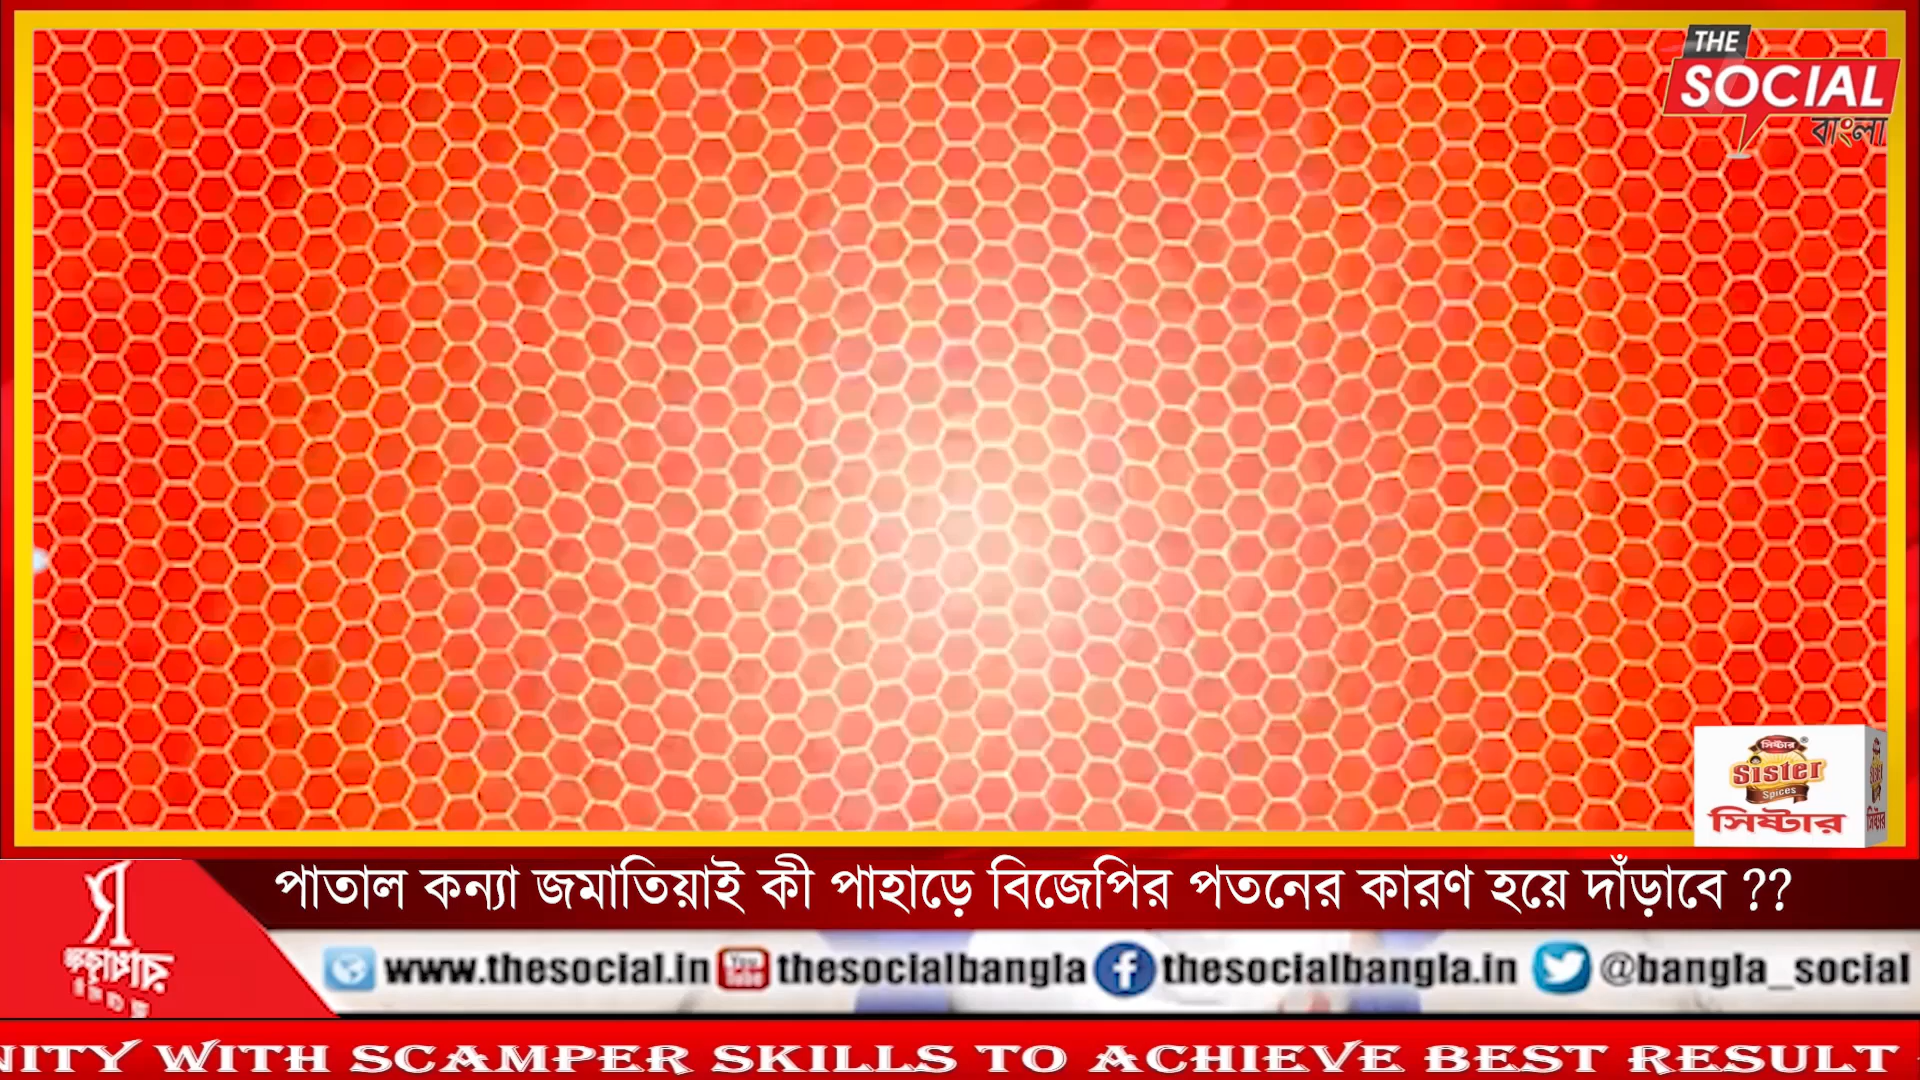 THE
SOCIAL
বাংলা
সিষ্টার
Sister
Spices
সিষ্টার
পাতাল কন্যা জমাতিয়াই কী পাহাড়ে বিজেপির পতনের কারণ হয়ে দাঁড়াবে ??
www.thesocial.in thesocialbangla thesocialbangla.in @bangla_social
NITY WITH SCAMPER SKILLS TO ACHIEVE BEST RESULT